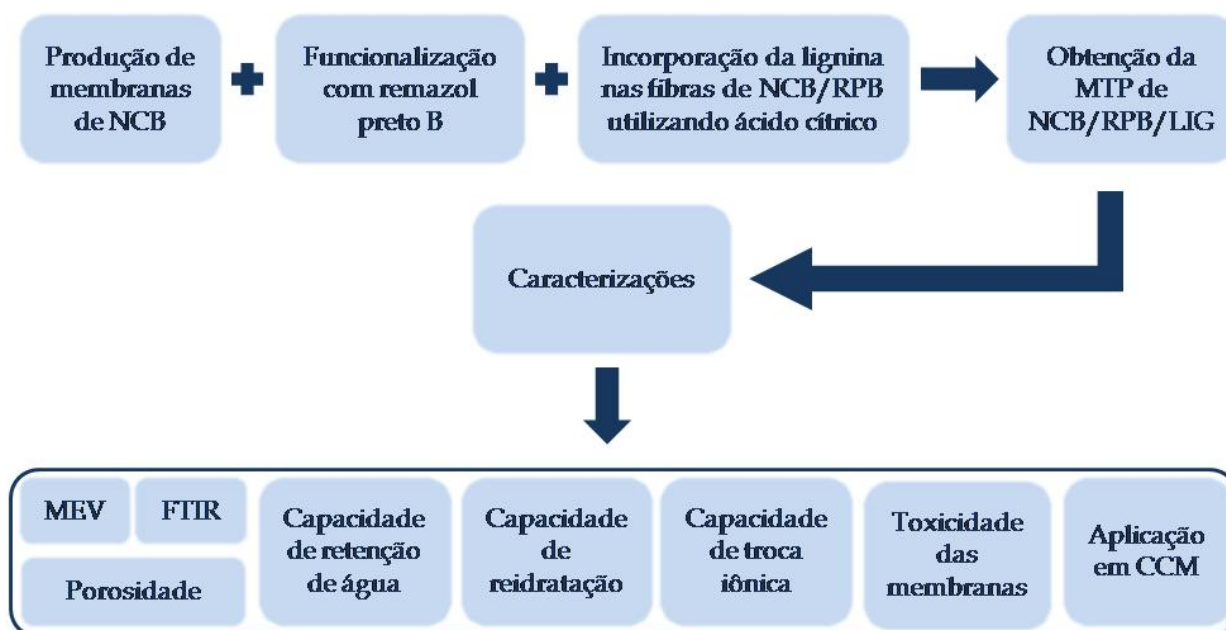 Produção de
membranas
de NCB
Funcionalização
com remazol
preto B
Incorporação da lignina
nas fibras de NCB/RPB
utilizando ácido cítrico
Obtenção da
MTP de
NCB/RPB/LIG
Caracterizações
MEV
FTIR
Porosidade
Capacidade
de retenção
de água
Capacidade
de
reidratação
Capacidade
de troca
iônica
Toxicidade
das
membranas
Aplicação
em CCM